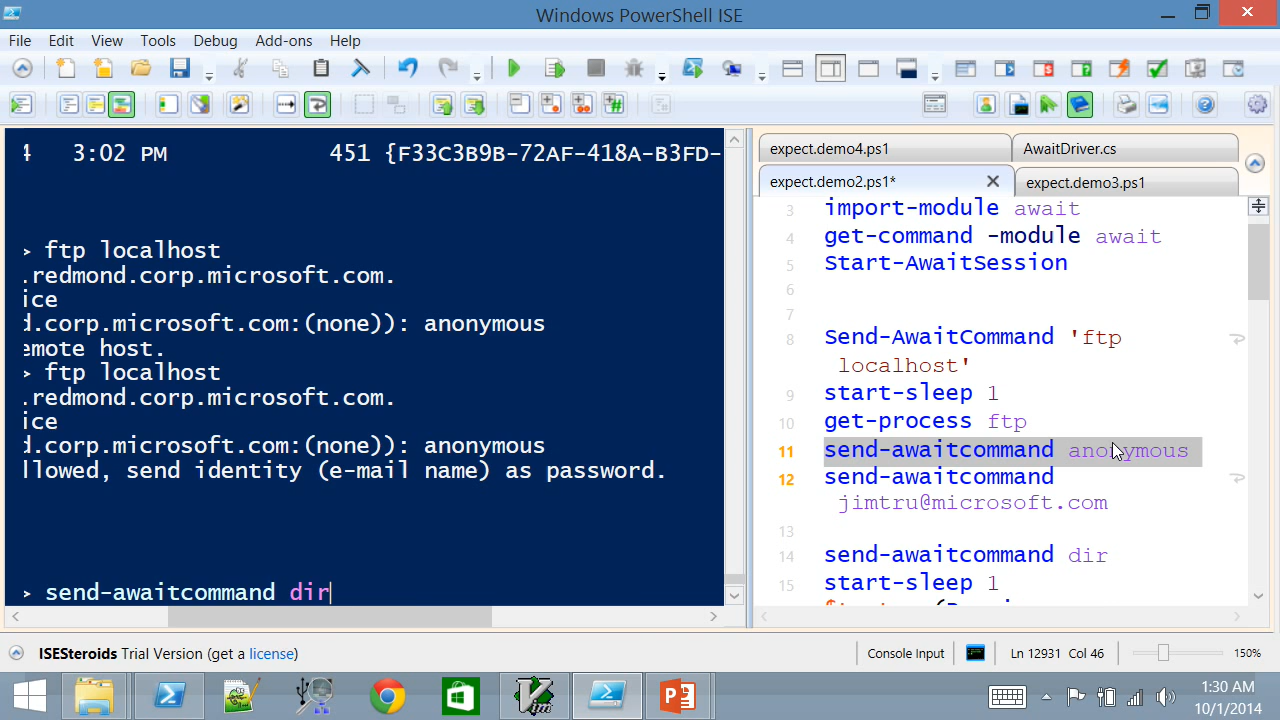 Windows PowerShell ISE
File Edit View Tools Debug Add-ons Help
4 3:02 PM 451 {F33C3B9B-72AF-418A-B3FD-
> ftp localhost
.redmond.corp.microsoft.com.
ice
d.corp.microsoft.com:(none)): anonymous
emote host.
> ftp localhost
.redmond.corp.microsoft.com.
ice
d.corp.microsoft.com:(none)): anonymous
llowed, send identity (e-mail name) as password.
> send-awaitcommand dir
expect.demo4.ps1 AwaitDriver.cs
expect.demo2.ps1* expect.demo3.ps1
3 import-module await
4 get-command -module await
5 Start-AwaitSession
6
7
8 Send-AwaitCommand 'ftp
localhost'
9 start-sleep 1
10 get-process ftp
11 send-awaitcommand anonymous
12 send-awaitcommand
jimtru@microsoft.com
13
14 send-awaitcommand dir
15 start-sleep 1
ISESteroids Trial Version (get a license)
Console Input Ln 12931 Col 46 150%
1:30 AM
10/1/2014